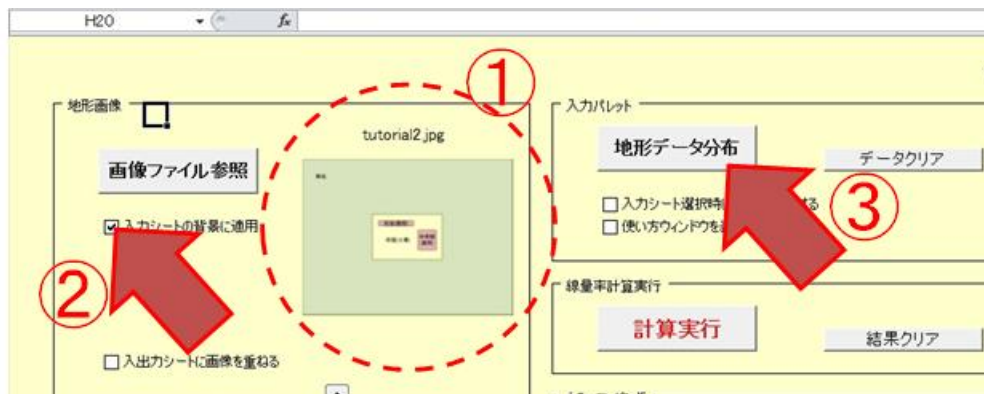 H20
fx
①
地形画像
入力パレット
tutorial2.jpg
画像ファイル参照
地形データ分布
データクリア
入力シート選択時
する
入力シートの背景に適用
使い方ウィンドウを
③
②
線量率計算実行
計算実行
結果クリア
入出力シートに画像を重ねる